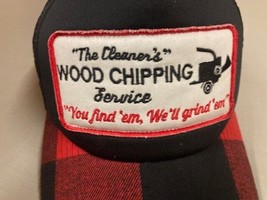 "The Cleaner's"
WOOD CHIPPING
Service
"You find 'em, We'll grind 'em"